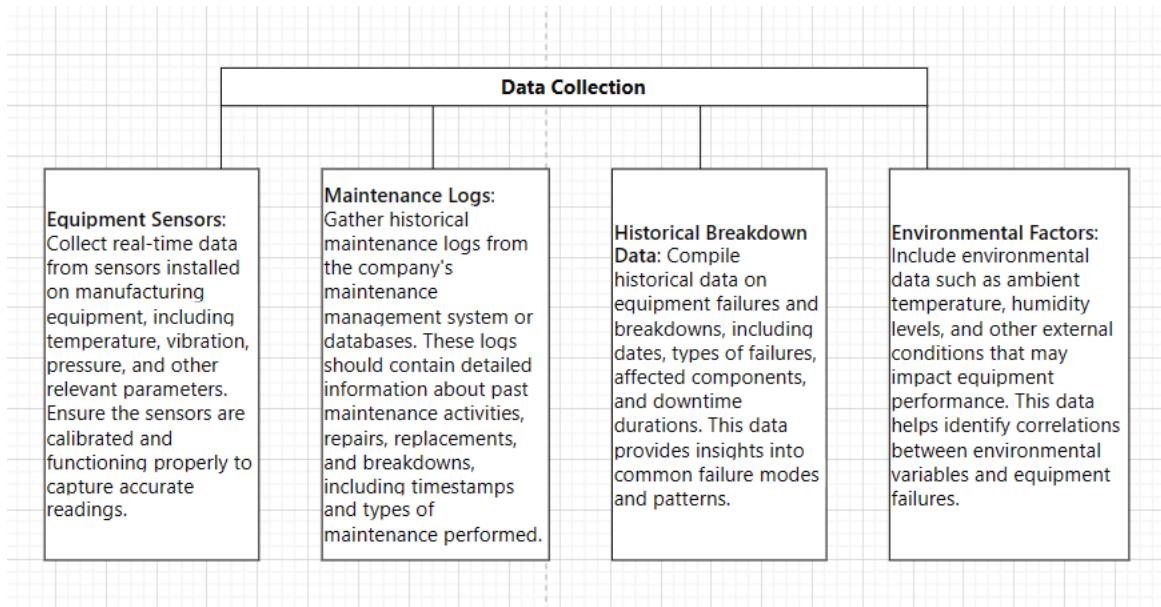 Data Collection
Equipment Sensors:
Collect real-time data
from sensors installed
on manufacturing
equipment, including
temperature, vibration,
pressure, and other
relevant parameters.
Ensure the sensors are
calibrated and
functioning properly to
capture accurate
readings.
Maintenance Logs:
Gather historical
maintenance logs from
the company's
maintenance
management system or
databases. These logs
should contain detailed
information about past
maintenance activities,
repairs, replacements,
and breakdowns,
including timestamps
and types of
maintenance performed.
Historical Breakdown
Data: Compile
historical data on
equipment failures and
breakdowns, including
dates, types of failures,
affected components,
and downtime
durations. This data
provides insights into
common failure modes
and patterns.
Environmental Factors:
Include environmental
data such as ambient
temperature, humidity
levels, and other external
conditions that may
impact equipment
performance. This data
helps identify correlations
between environmental
variables and equipment
failures.